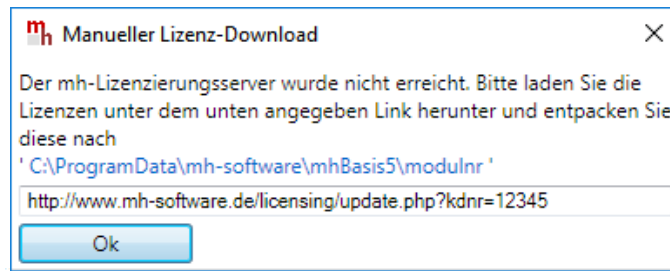 mh Manueller Lizenz-Download
Der mh-Lizenzierungsserver wurde nicht erreicht. Bitte laden Sie die
Lizenzen unter dem unten angegeben Link herunter und entpacken Sie
diese nach
' C:\ProgramData\mh-software\mhBasis5\modulnr '
http://www.mh-software.de/licensing/update.php?kdnr=12345
Ok